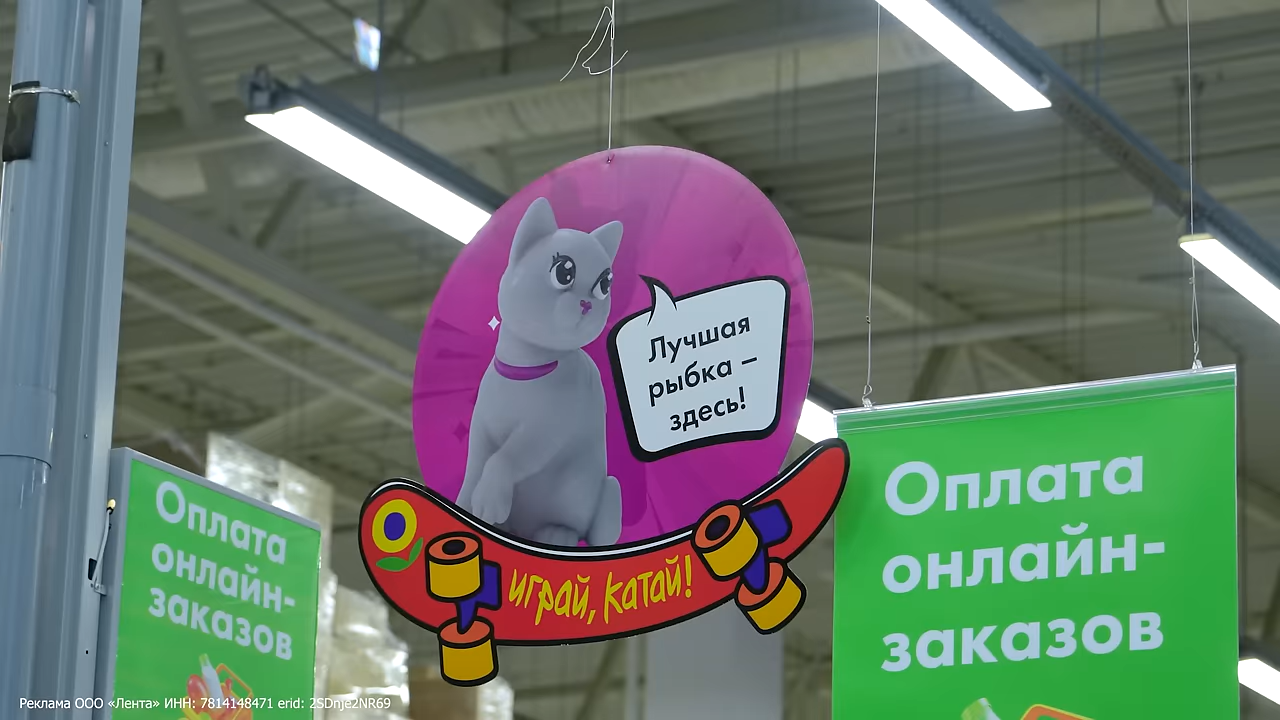 Лучшая
рыбка –
здесь!
играй, катай!
Оплата
онлайн-
заказов
Оплата
онлайн-
заказов
Реклама ООО «Лента» ИНН: 7814148471 erid: 2SDnje2NR69